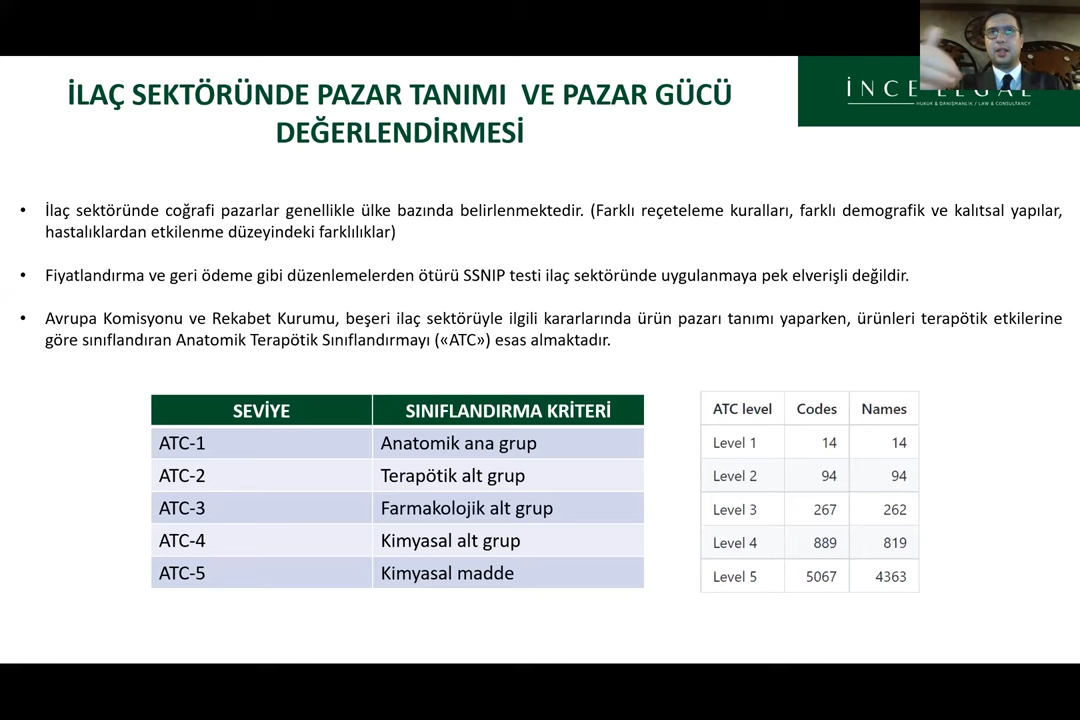 İLAÇ SEKTÖRÜNDE PAZAR TANIMI VE PAZAR GÜCÜ
DEĞERLENDİRMESİ
İNCE LEGAL
HUKUK & DANIŞMANLIK / LAW & CONSULTANCY
• İlaç sektöründe coğrafi pazarlar genellikle ülke bazında belirlenmektedir. (Farklı reçeteleme kuralları, farklı demografik ve kalıtsal yapılar,
hastalıklardan etkilenme düzeyindeki farklılıklar)
• Fiyatlandırma ve geri ödeme gibi düzenlemelerden ötürü SSNIP testi ilaç sektöründe uygulanmaya pek elverişli değildir.
• Avrupa Komisyonu ve Rekabet Kurumu, beşeri ilaç sektörüyle ilgili kararlarında ürün pazarı tanımı yaparken, ürünleri terapötik etkilerine
göre sınıflandıran Anatomik Terapötik Sınıflandırmayı («ATC») esas almaktadır.
SEVİYE SINIFLANDIRMA KRİTERİ
ATC-1 Anatomik ana grup
ATC-2 Terapötik alt grup
ATC-3 Farmakolojik alt grup
ATC-4 Kimyasal alt grup
ATC-5 Kimyasal madde
ATC level Codes Names
Level 1 14 14
Level 2 94 94
Level 3 267 262
Level 4 889 819
Level 5 5067 4363